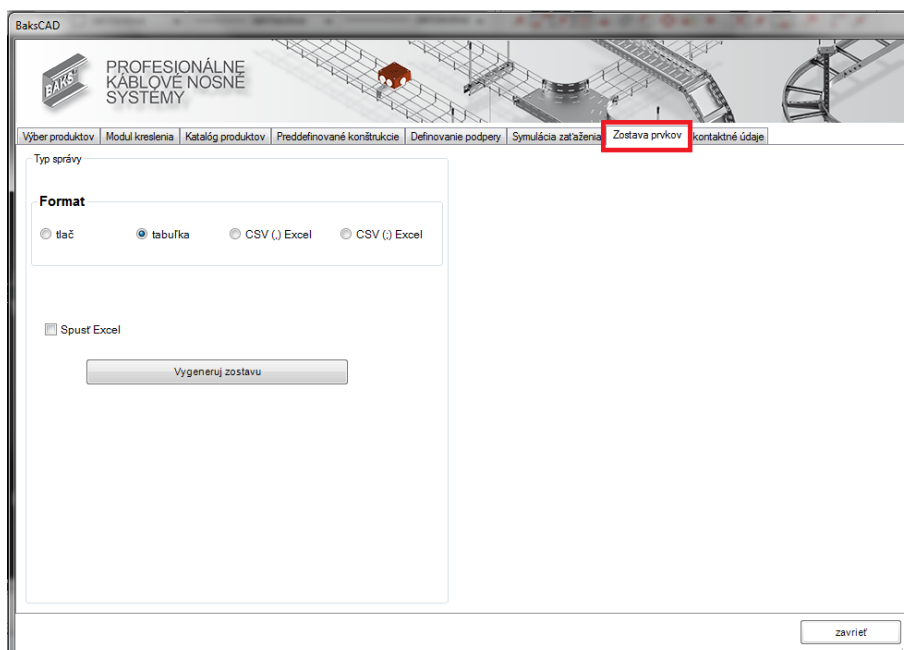 BaksCAD
BAKS
PROFESIONÁLNE
KÁBLOVÉ NOSNÉ
SYSTÉMY
Výber produktov Modul kreslenia Katalóg produktov Preddefinované konštrukcie Definovanie podpery Symulácia zaťaženia Zostava prvkov kontaktné údaje
Typ správy
Format
tlač tabuľka CSV (,) Excel CSV (;) Excel
Spusť Excel
Vygeneruj zostavu
zavrieť